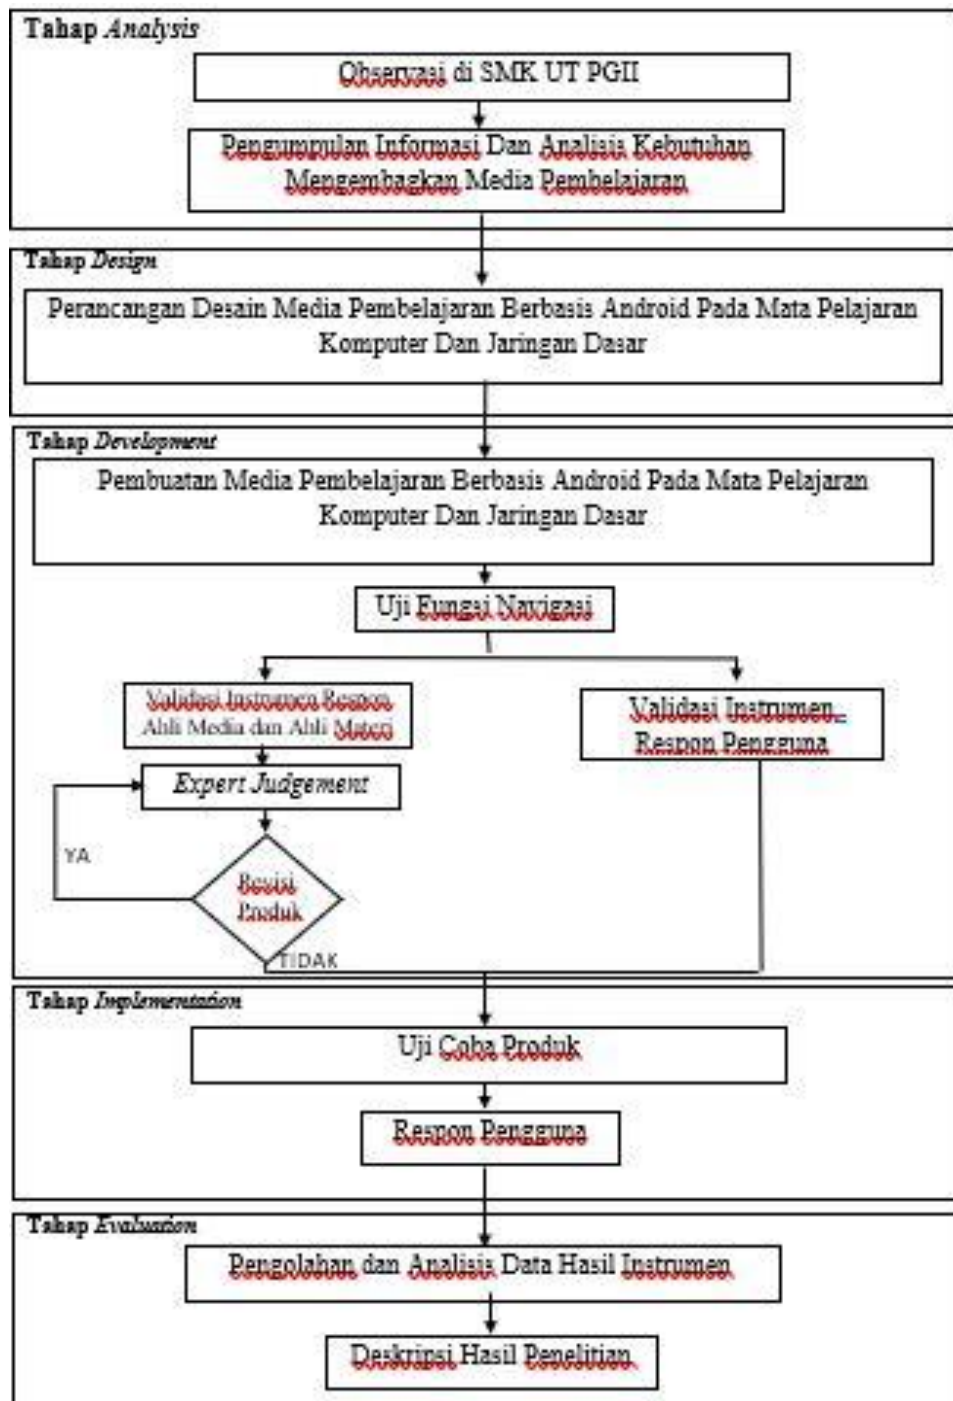 Tahap Analysis
Observasi di SMK UT PGII
Pengumpulan Informasi Dan Analisis Kebutuhan
Mengembagkan Media Pembelajaran
Tahap Design
Perancangan Desain Media Pembelajaran Berbasis Android Pada Mata Pelajaran
Komputer Dan Jaringan Dasar
Tahap Development
Pembuatan Media Pembelajaran Berbasis Android Pada Mata Pelajaran
Komputer Dan Jaringan Dasar
Uji Fungsi Navigasi
Validasi Instrumen Respon
Ahli Media dan Ahli Materi
Validasi Instrumen
Respon Pengguna
Expert Judgement
YA
Revisi
Produk
TIDAK
Tahap Implementation
Uji Coba Produk
Respon Pengguna
Tahap Evaluation
Pengolahan dan Analisis Data Hasil Instrumen
Deskripsi Hasil Penelitian